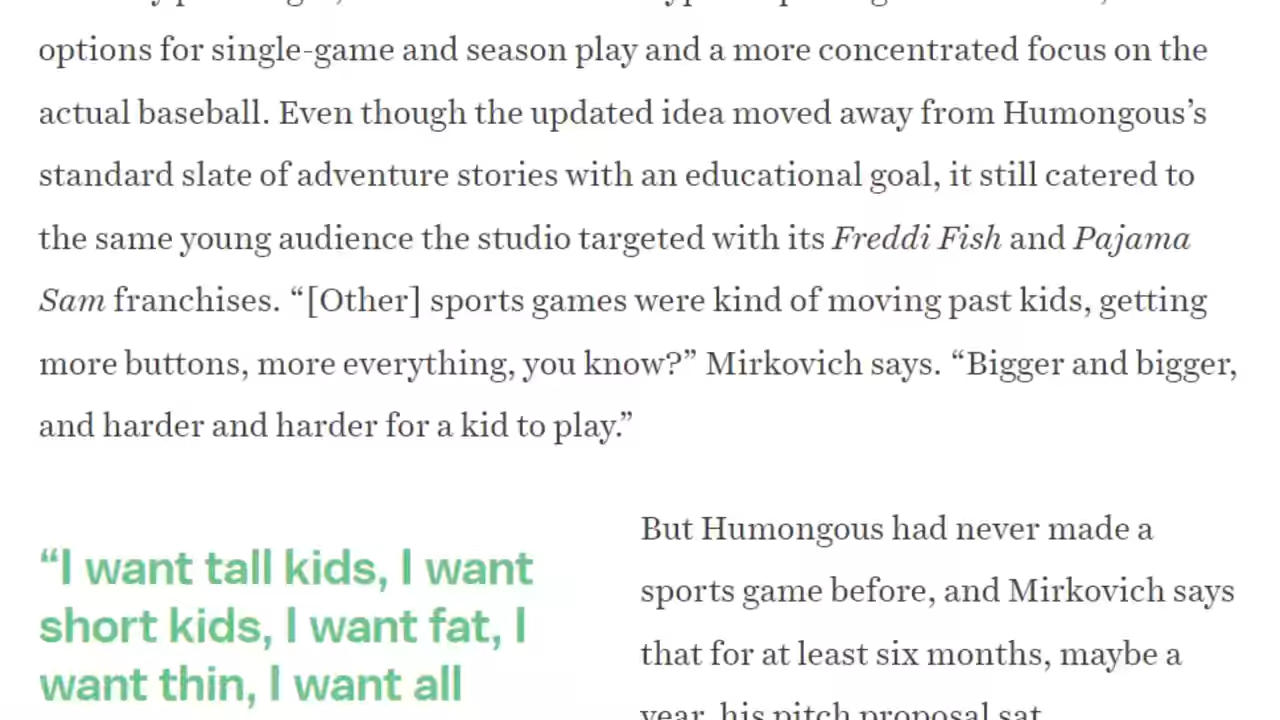 options for single-game and season play and a more concentrated focus on the
actual baseball. Even though the updated idea moved away from Humongous’s
standard slate of adventure stories with an educational goal, it still catered to
the same young audience the studio targeted with its Freddi Fish and Pajama
Sam franchises. “[Other] sports games were kind of moving past kids, getting
more buttons, more everything, you know?” Mirkovich says. “Bigger and bigger,
and harder and harder for a kid to play.”
“I want tall kids, I want
short kids, I want fat, I
want thin, I want all
But Humongous had never made a
sports game before, and Mirkovich says
that for at least six months, maybe a
year, his pitch proposal sat